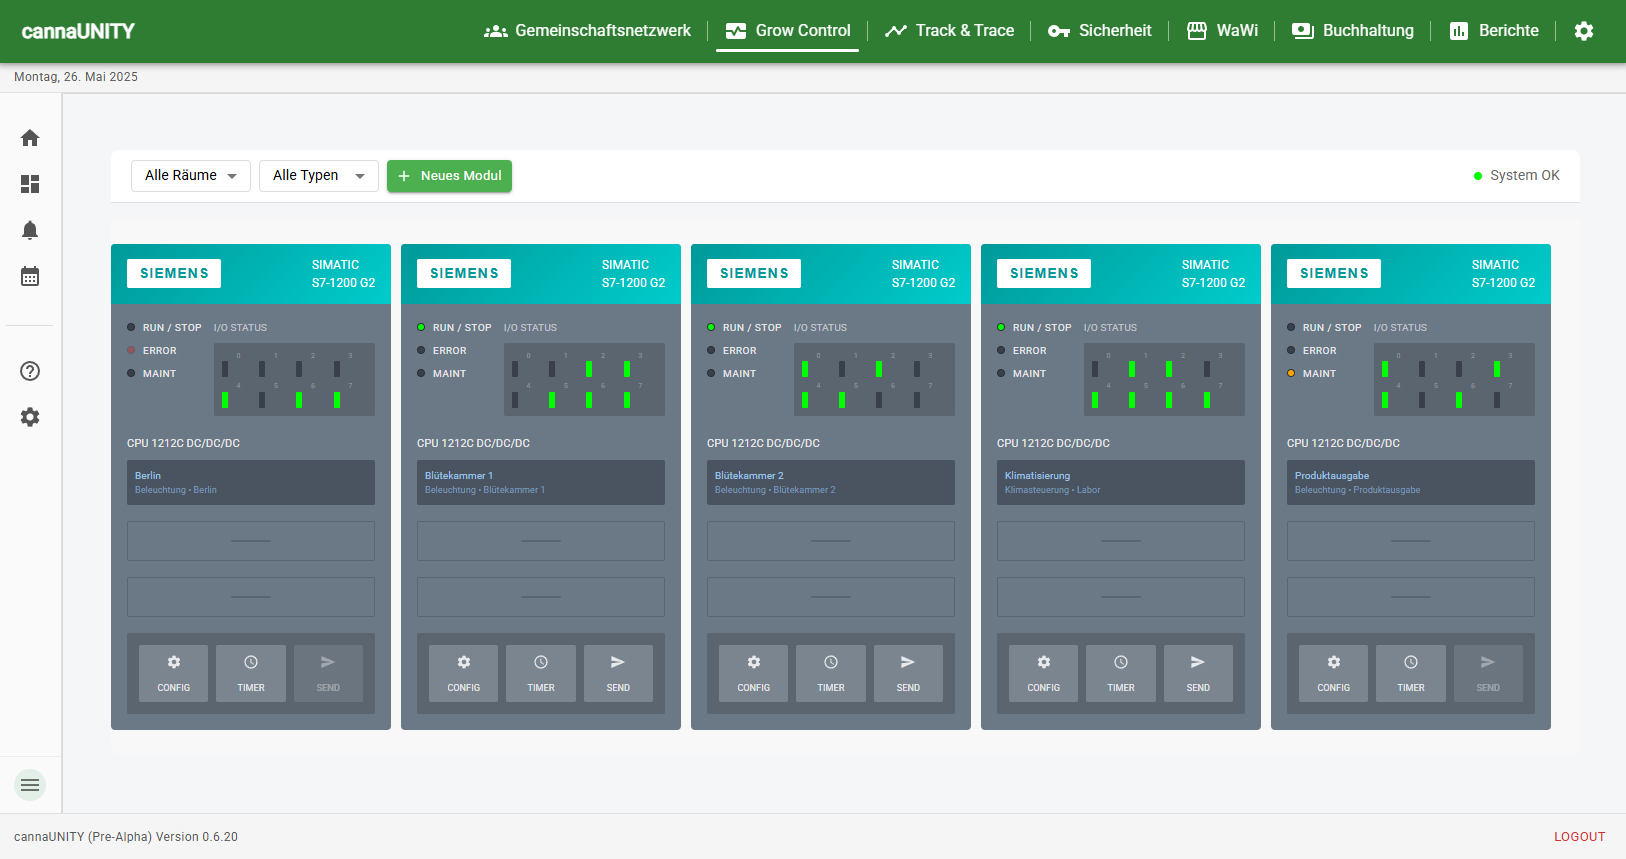 cannaUNITY
Gemeinschaftsnetzwerk
Grow Control
Track & Trace
Sicherheit
WaWi
Buchhaltung
Berichte
Montag, 26. Mai 2025
Alle Räume
Alle Typen
Neues Modul
System OK
SIEMENS
SIMATIC
S7-1200 G2
RUN / STOP
I/O STATUS
ERROR
MAINT
0 1 2 3
4 5 6 7
CPU 1212C DC/DC/DC
Berlin
Beleuchtung • Berlin
CONFIG
TIMER
SEND
SIEMENS
SIMATIC
S7-1200 G2
RUN / STOP
I/O STATUS
ERROR
MAINT
0 1 2 3
4 5 6 7
CPU 1212C DC/DC/DC
Blütekammer 1
Beleuchtung • Blütekammer 1
CONFIG
TIMER
SEND
SIEMENS
SIMATIC
S7-1200 G2
RUN / STOP
I/O STATUS
ERROR
MAINT
0 1 2 3
4 5 6 7
CPU 1212C DC/DC/DC
Blütekammer 2
Beleuchtung • Blütekammer 2
CONFIG
TIMER
SEND
SIEMENS
SIMATIC
S7-1200 G2
RUN / STOP
I/O STATUS
ERROR
MAINT
0 1 2 3
4 5 6 7
CPU 1212C DC/DC/DC
Klimatisierung
Klimasteuerung • Labor
CONFIG
TIMER
SEND
SIEMENS
SIMATIC
S7-1200 G2
RUN / STOP
I/O STATUS
ERROR
MAINT
0 1 2 3
4 5 6 7
CPU 1212C DC/DC/DC
Produktausgabe
Beleuchtung • Produktausgabe
CONFIG
TIMER
SEND
cannaUNITY (Pre-Alpha) Version 0.6.20
LOGOUT